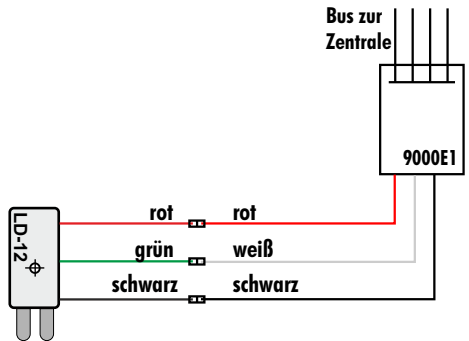 Bus zur
Zentrale
9000E1
LD-12
rot rot
grün weiß
schwarz schwarz